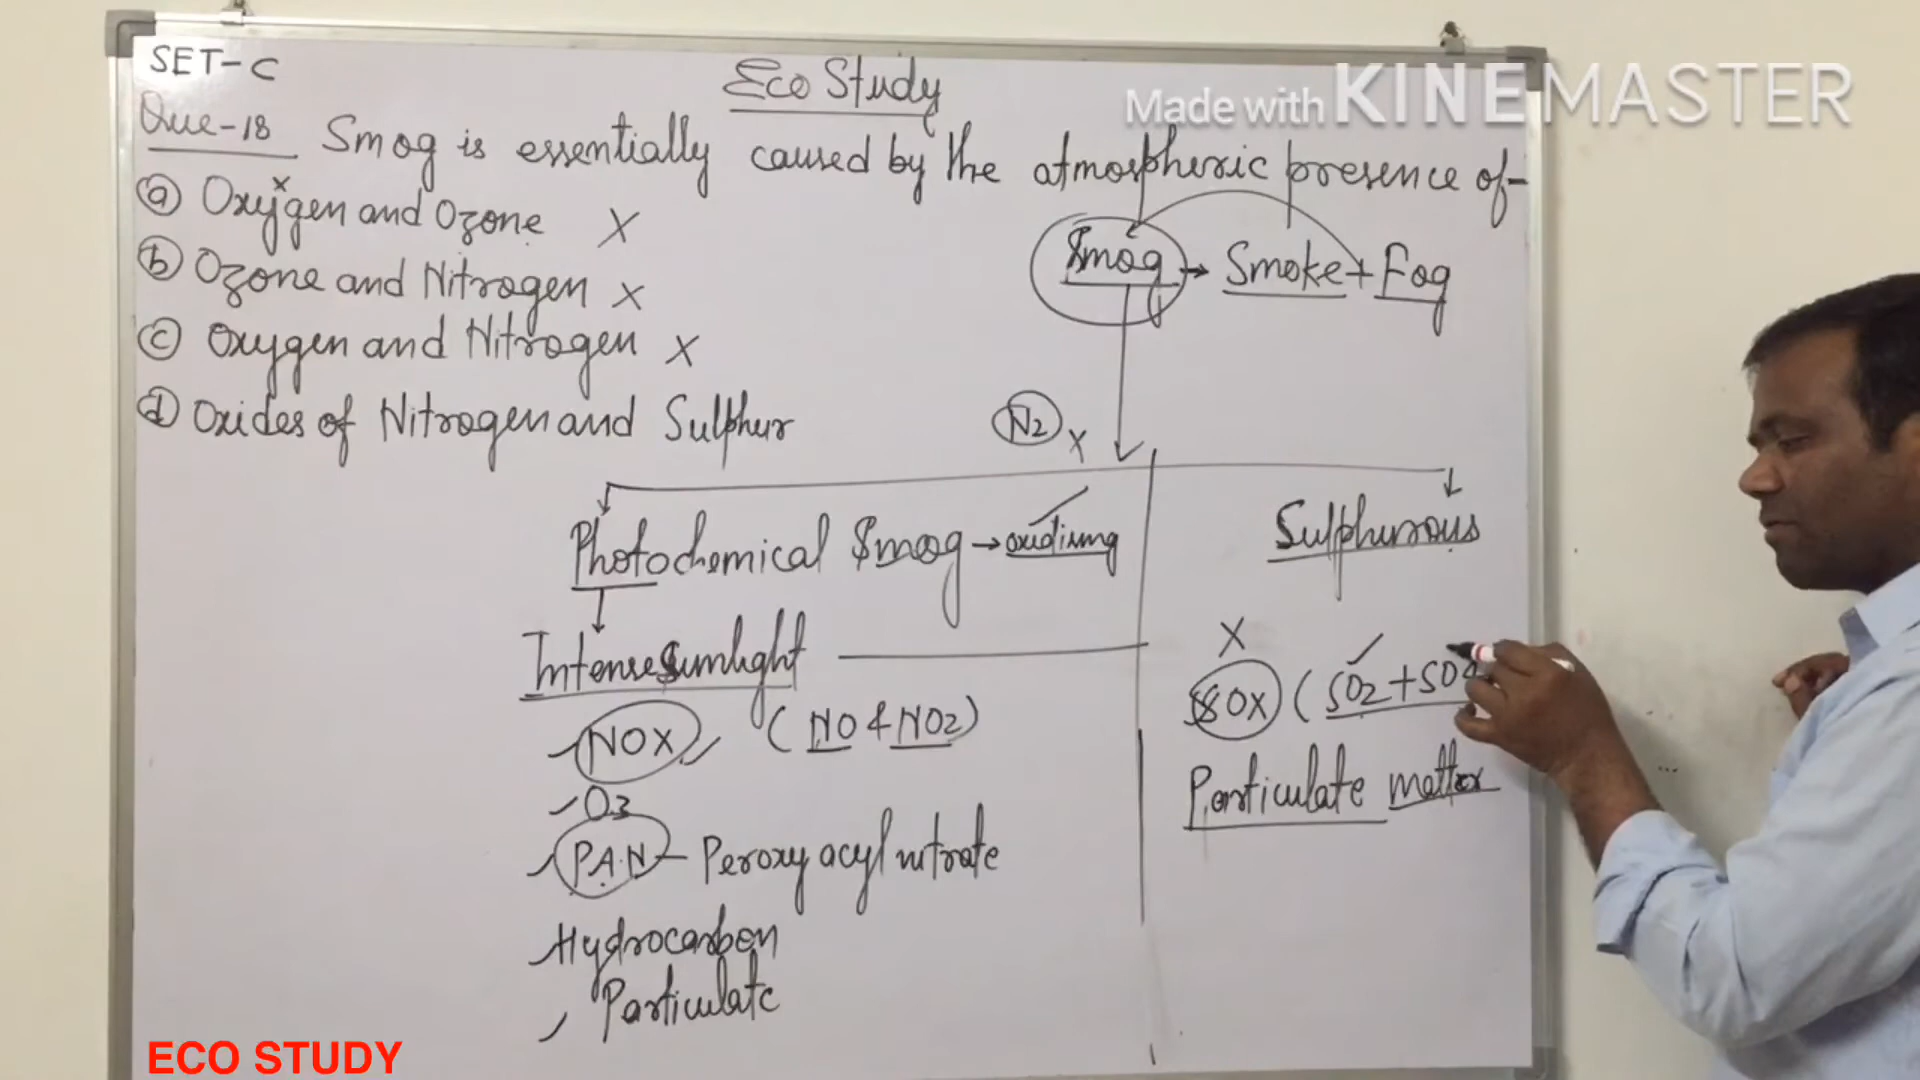 SET-C
Eco Study
Made with KINEMASTER
Que-18 Smog is essentially caused by the atmospheric presence of-
(a) Oxygen and Ozone X
(b) Ozone and Nitrogen X
(c) Oxygen and Nitrogen X
(d) Oxides of Nitrogen and Sulphur
Smog → Smoke + Fog
N2 X
Photochemical Smog → oxidising
Sulphurous
Intense Sunlight
X
NOX (NO & NO2)
SOX (SO2 + SO
O3
Particulate matter
PAN - Peroxy acyl nitrate
Hydrocarbon
Particulate
ECO STUDY